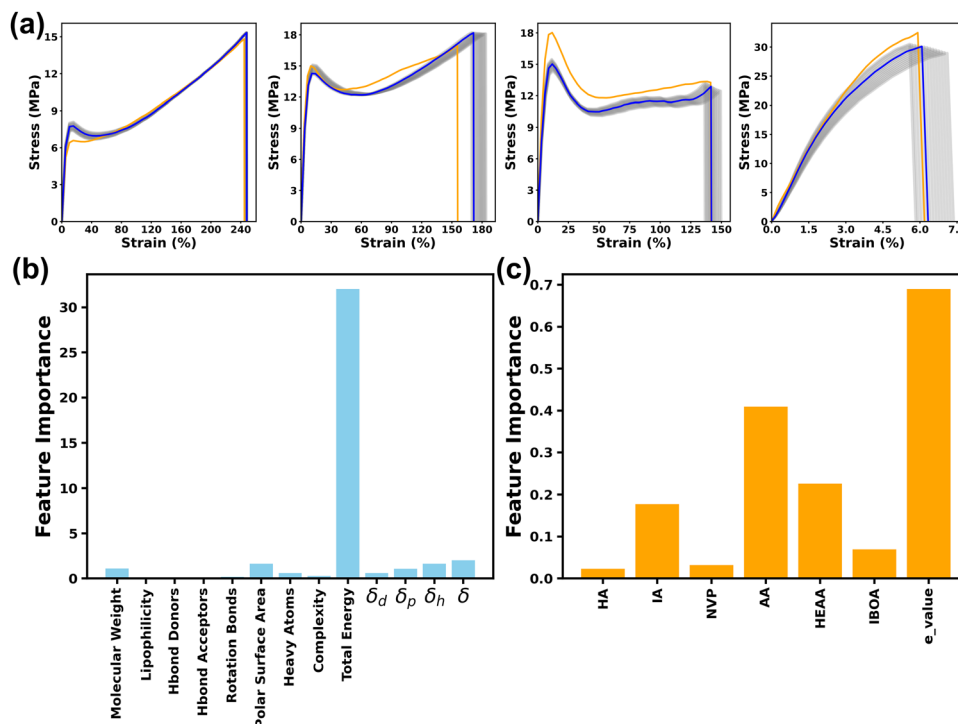 (a)
Stress (MPa)
15
12
9
6
3
0
0 40 80 120 160 200 240
Strain (%)
Stress (MPa)
18
15
12
9
6
3
0
0 30 60 90 120 150 180
Strain (%)
Stress (MPa)
18
15
12
9
6
3
0
0 25 50 75 100 125 150
Strain (%)
Stress (MPa)
30
25
20
15
10
5
0
0.0 1.5 3.0 4.5 6.0 7.
Strain (%)
(b)
Feature Importance
30
25
20
15
10
5
0
Molecular Weight
Lipophilicity
Hbond Donors
Hbond Acceptors
Rotation Bonds
Polar Surface Area
Heavy Atoms
Complexity
Total Energy
δd
δp
δh
δ
(c)
Feature Importance
0.7
0.6
0.5
0.4
0.3
0.2
0.1
0.0
HA
IA
NVP
AA
HEAA
IBOA
e_value